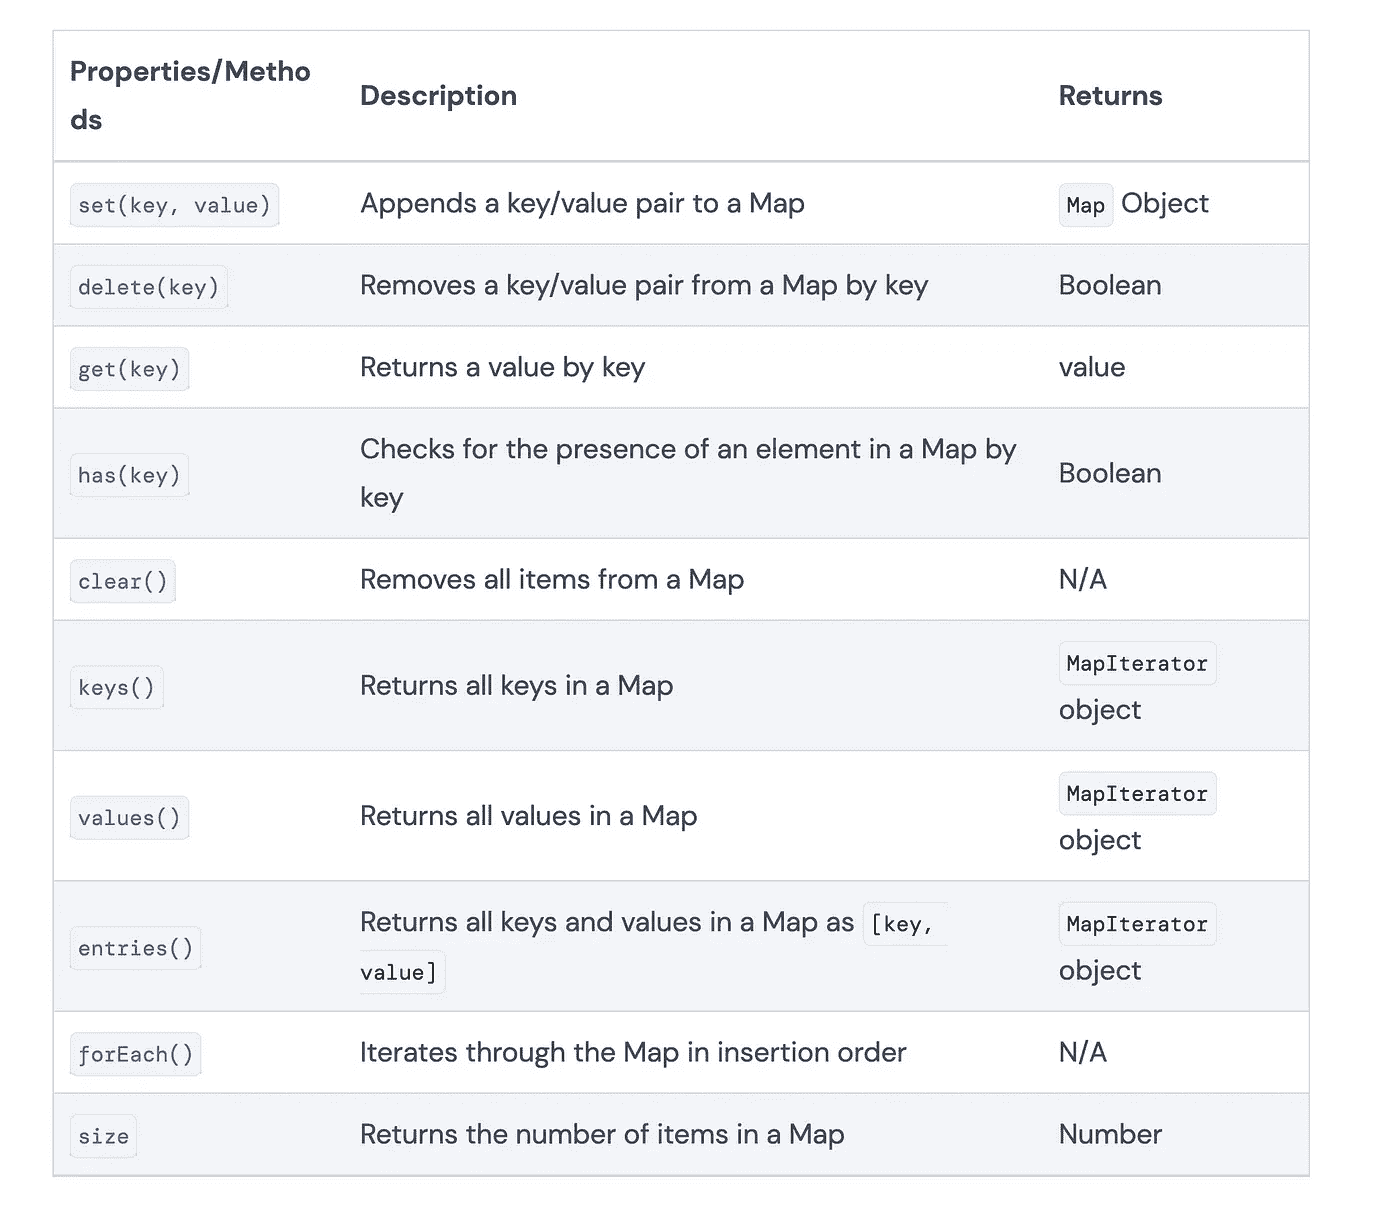 Properties/Metho
ds
Description
Returns
set(key, value)
Appends a key/value pair to a Map
Map Object
delete(key)
Removes a key/value pair from a Map by key
Boolean
get(key)
Returns a value by key
value
has(key)
Checks for the presence of an element in a Map by
key
Boolean
clear()
Removes all items from a Map
N/A
keys()
Returns all keys in a Map
MapIterator
object
values()
Returns all values in a Map
MapIterator
object
entries()
Returns all keys and values in a Map as [key,
value]
MapIterator
object
forEach()
Iterates through the Map in insertion order
N/A
size
Returns the number of items in a Map
Number